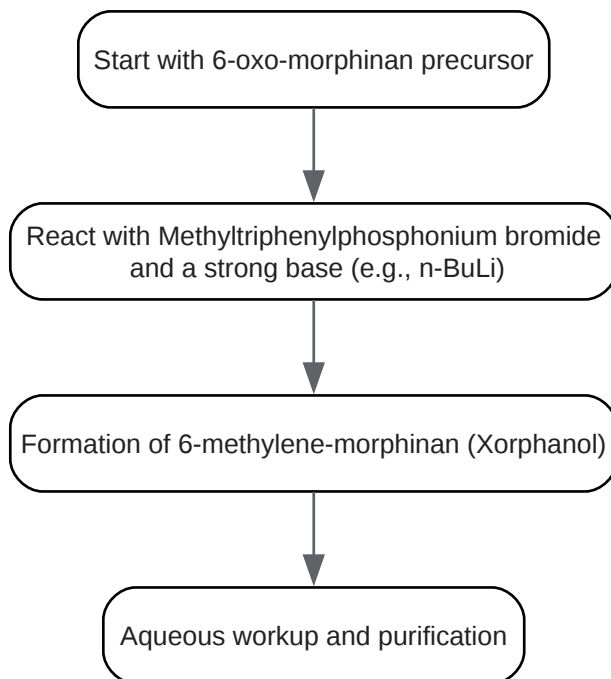 Start with 6-oxo-morphinan precursor
React with Methyltriphenylphosphonium bromide
and a strong base (e.g., n-BuLi)
Formation of 6-methylene-morphinan (Xorphanol)
Aqueous workup and purification